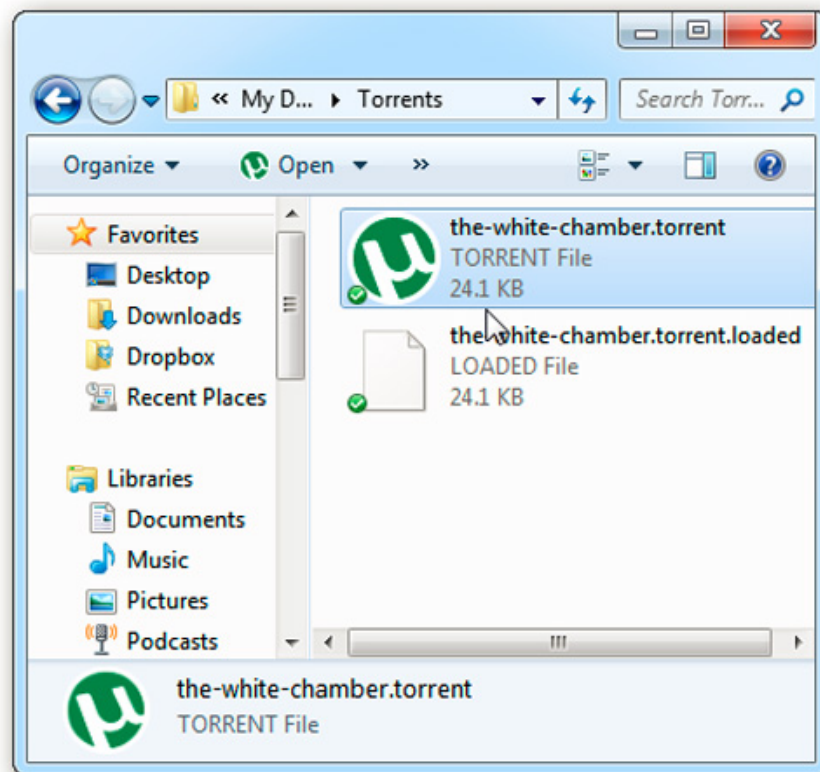 « My D... ▸ Torrents
Search Torr...
Organize
Open
»
Favorites
Desktop
Downloads
Dropbox
Recent Places
Libraries
Documents
Music
Pictures
Podcasts
the-white-chamber.torrent
TORRENT File
24.1 KB
the-white-chamber.torrent.loaded
LOADED File
24.1 KB
the-white-chamber.torrent
TORRENT File